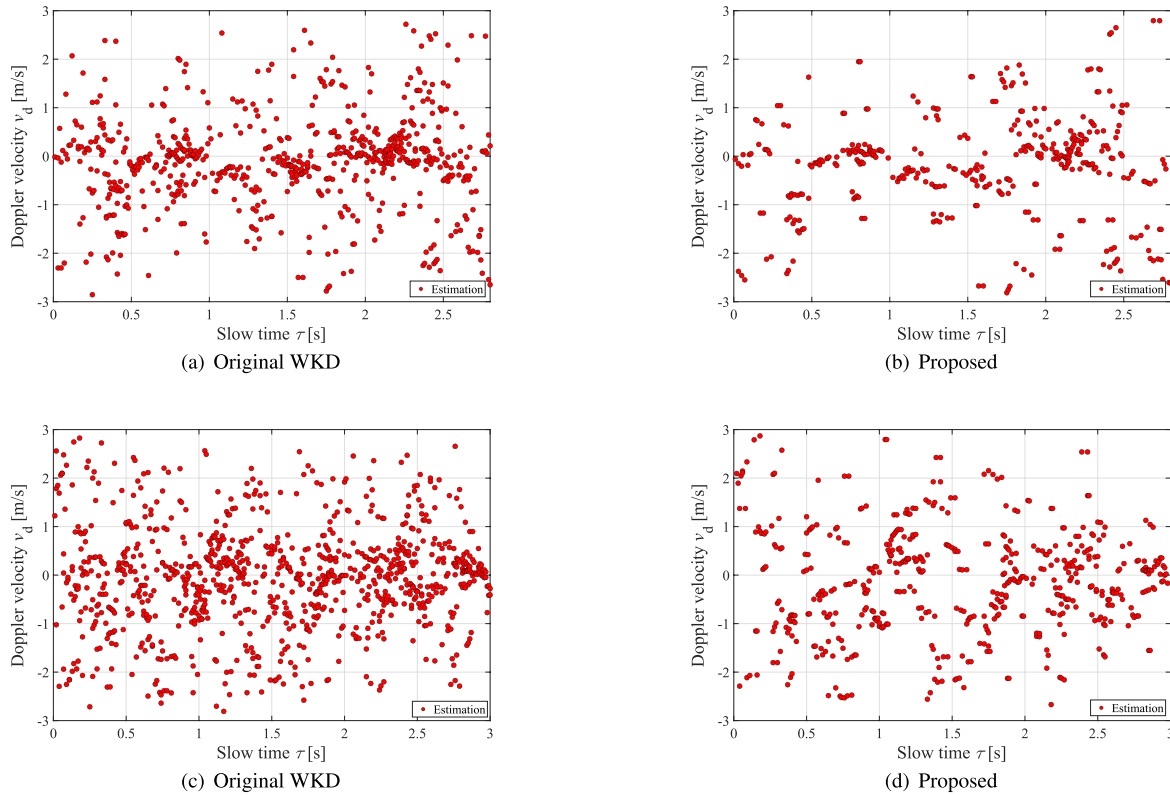 3
2
1
0
-1
-2
-3
Doppler velocity v_d [m/s]
0 0.5 1 1.5 2 2.5
Slow time τ [s]
Estimation
(a) Original WKD
3
2
1
0
-1
-2
-3
Doppler velocity v_d [m/s]
0 0.5 1 1.5 2 2.5
Slow time τ [s]
Estimation
(b) Proposed
3
2
1
0
-1
-2
-3
Doppler velocity v_d [m/s]
0 0.5 1 1.5 2 2.5 3
Slow time τ [s]
Estimation
(c) Original WKD
3
2
1
0
-1
-2
-3
Doppler velocity v_d [m/s]
0 0.5 1 1.5 2 2.5 3
Slow time τ [s]
Estimation
(d) Proposed